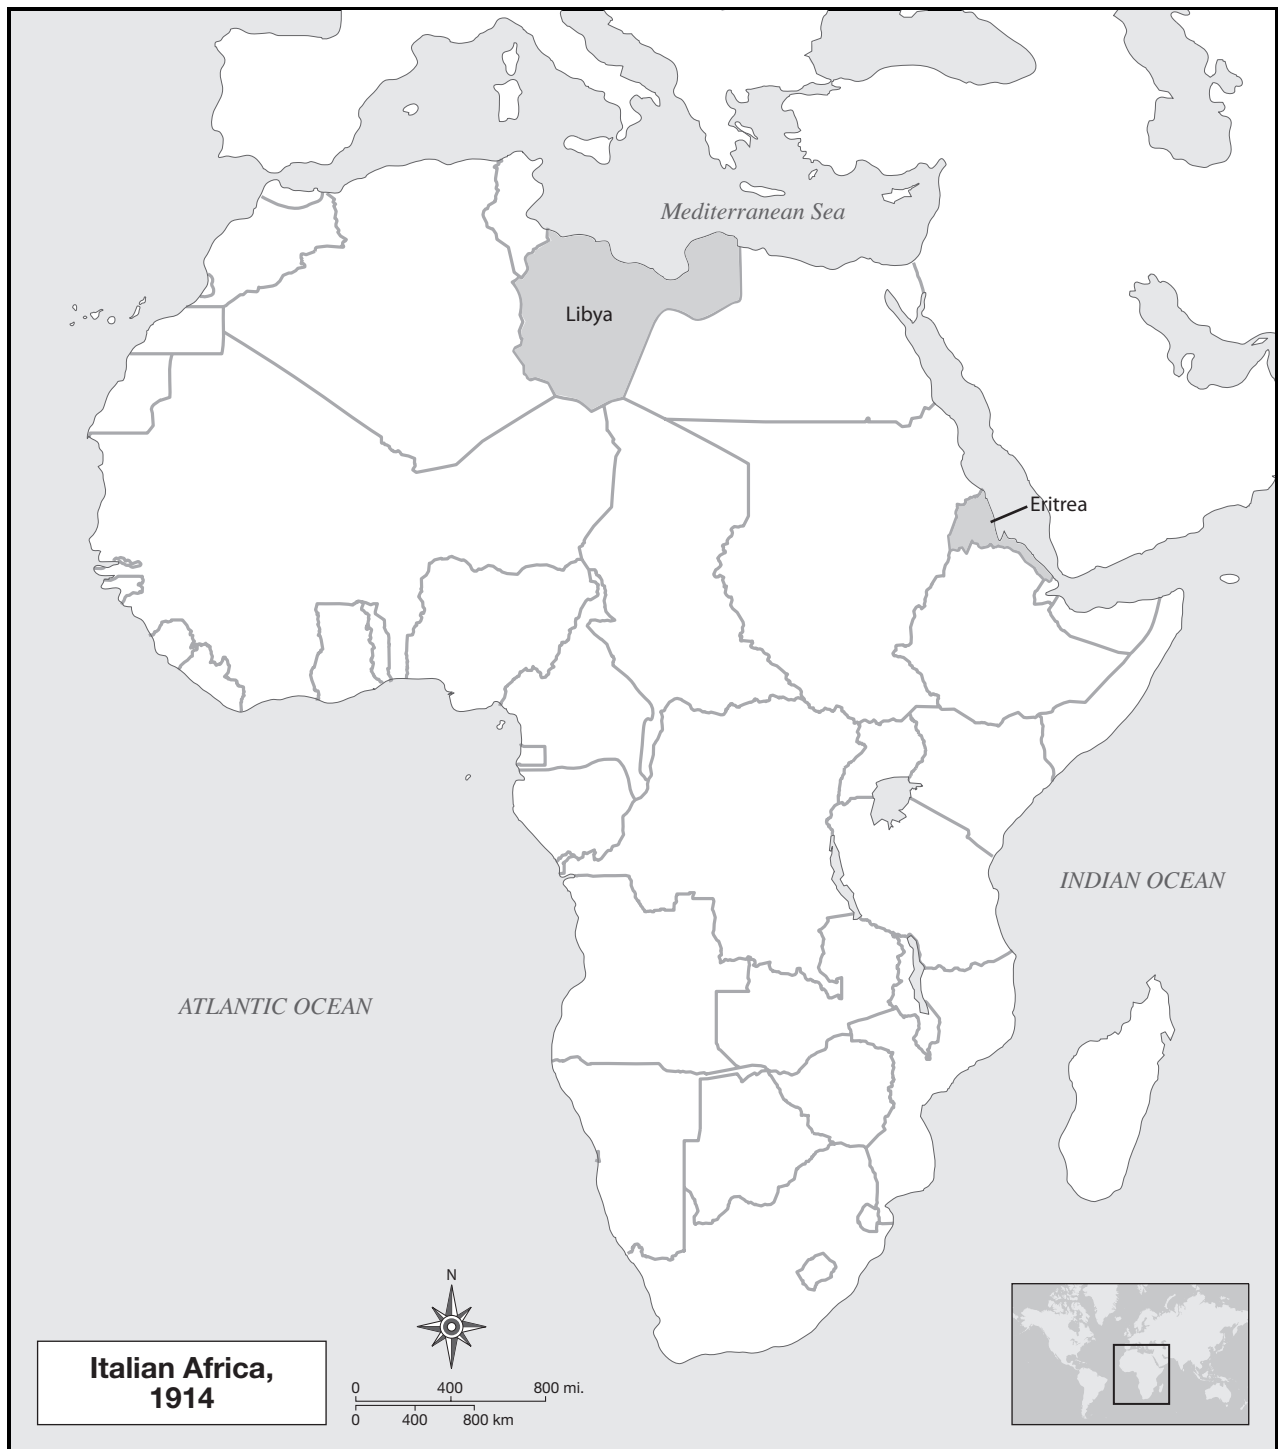 Mediterranean Sea
Libya
Eritrea
INDIAN OCEAN
ATLANTIC OCEAN
N
Italian Africa,
1914
0 400 800 mi.
0 400 800 km